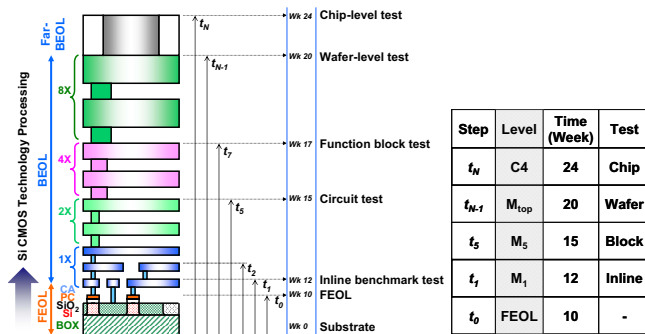 Si CMOS Technology Processing
Far-
BEOL
BEOL
FEOL
8X
4X
2X
1X
CA
PC
SiO2
Si
BOX
tN
tN-1
t7
t5
t2
t1
t0
Wk 24 Chip-level test
Wk 20 Wafer-level test
Wk 17 Function block test
Wk 15 Circuit test
Wk 12 Inline benchmark test
Wk 10 FEOL
Wk 0 Substrate
Step Level Time (Week) Test
tN C4 24 Chip
tN-1 Mtop 20 Wafer
t5 M5 15 Block
t1 M1 12 Inline
t0 FEOL 10 -